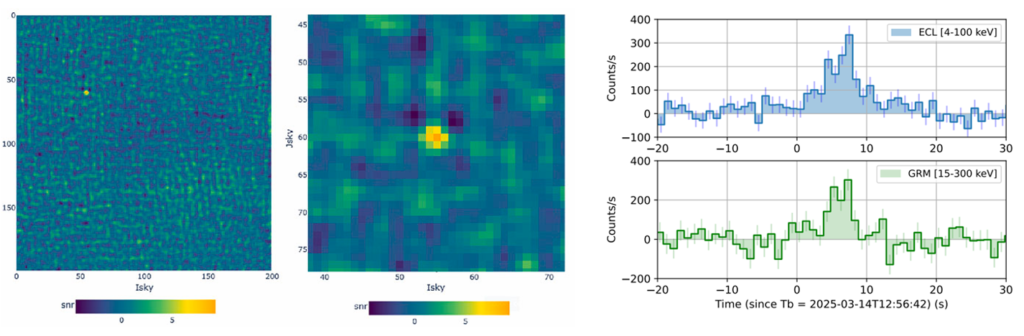 0
50
100
150
0 50 100 150 200
Isky
snr
0 5
45
50
55
60
65
70
75
Jsky
40 50 60 70
Isky
snr
0 5
400
300
200
100
0
−100
Counts/s
ECL [4-100 keV]
−20 −10 0 10 20 30
400
200
0
−200
Counts/s
GRM [15-300 keV]
−20 −10 0 10 20 30
Time (since Tb = 2025-03-14T12:56:42) (s)